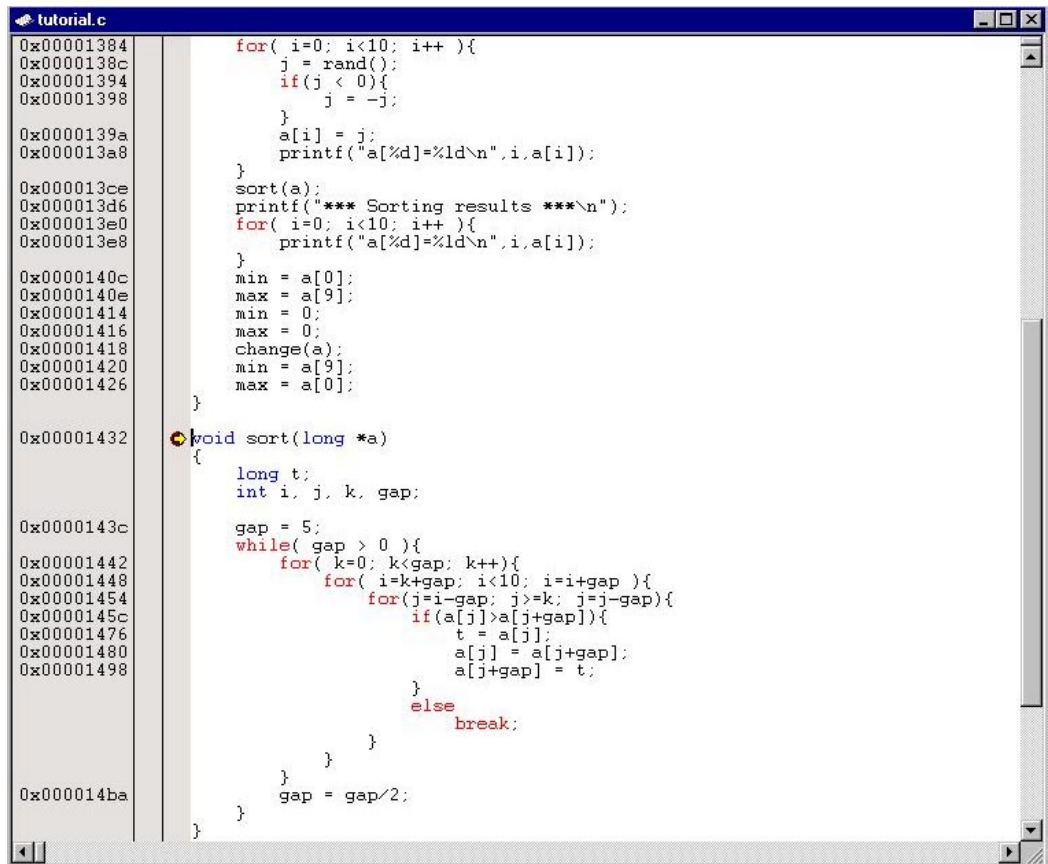 tutorial.c
0x00001384 for( i=0; i<10; i++ ){
0x0000138c j = rand();
0x00001394 if(j < 0){
0x00001398 j = -j;
}
0x0000139a a[i] = j;
0x000013a8 printf("a[%d]=%ld\n",i,a[i]);
}
0x000013ce sort(a);
0x000013d6 printf("*** Sorting results ***\n");
0x000013e0 for( i=0; i<10; i++ ){
0x000013e8 printf("a[%d]=%ld\n",i,a[i]);
}
0x0000140c min = a[0];
0x0000140e max = a[9];
0x00001414 min = 0;
0x00001416 max = 0;
0x00001418 change(a);
0x00001420 min = a[9];
0x00001426 max = a[0];
}
0x00001432 void sort(long *a)
{
long t;
int i, j, k, gap;
0x0000143c gap = 5;
while( gap > 0 ){
0x00001442 for( k=0; k<gap; k++){
0x00001448 for( i=k+gap; i<10; i=i+gap ){
0x00001454 for(j=i-gap; j>=k; j=j-gap){
0x0000145c if(a[j]>a[j+gap]){
0x00001476 t = a[j];
0x00001480 a[j] = a[j+gap];
0x00001498 a[j+gap] = t;
}
else
break;
}
}
}
0x000014ba gap = gap/2;
}
}